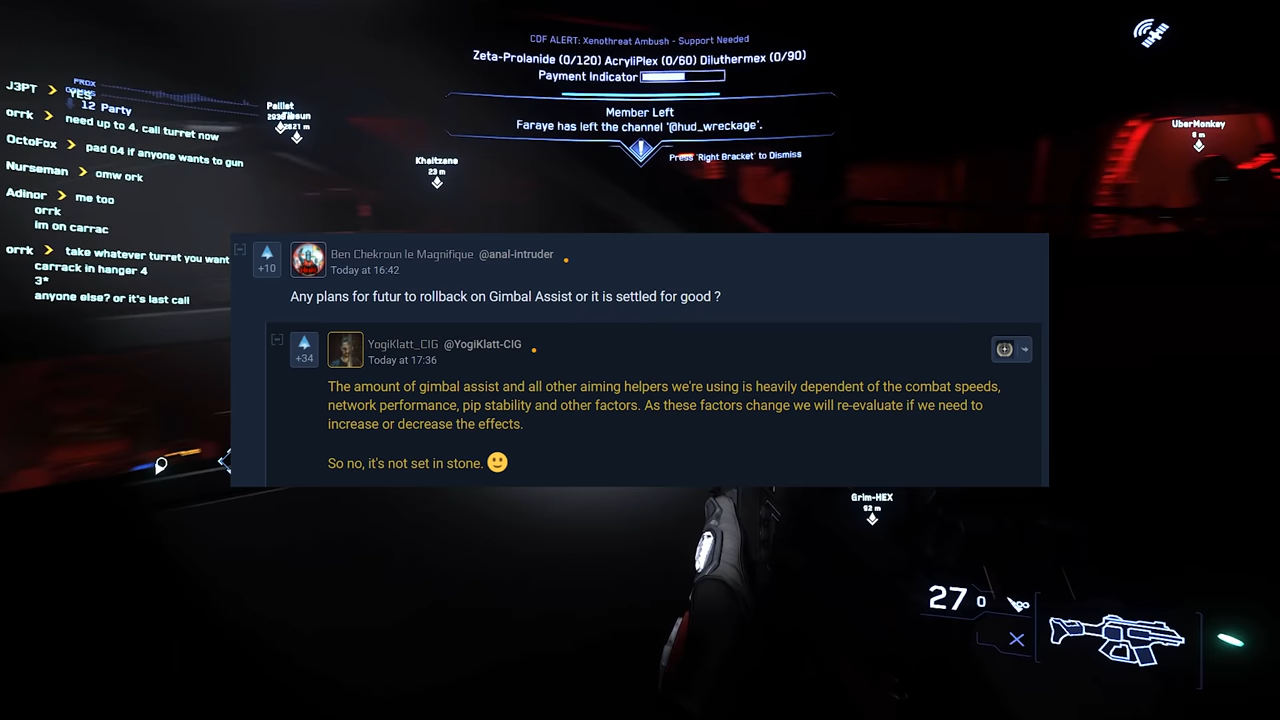 CDF ALERT: Xenothreat Ambush - Support Needed
Zeta-Prolanide (0/120) AcryliPlex (0/60) Diluthermex (0/90)
Payment Indicator
Member Left
Faraye has left the channel '@hud_wreckage'.
Press 'Right Bracket' to Dismiss
PROX
J3PT > YES
12 Party
orrk > need up to 4, call turret now
OctoFox > pad 04 if anyone wants to gun
Nurseman > omw ork
Adinor > me too
orrk
im on carrac
orrk > take whatever turret you want
carrack in hanger 4
3*
anyone else? or it's last call
Khaltzane
23 m
UberMonkey
6 m
[-]
+10
Ben Chekroun le Magnifique @anal-intruder
Today at 16:42
Any plans for futur to rollback on Gimbal Assist or it is settled for good ?
[-]
+34
YogiKlatt_CIG @YogiKlatt-CIG
Today at 17:36
The amount of gimbal assist and all other aiming helpers we're using is heavily dependent of the combat speeds,
network performance, pip stability and other factors. As these factors change we will re-evaluate if we need to
increase or decrease the effects.
So no, it's not set in stone.
Grim-HEX
92 m
27 0